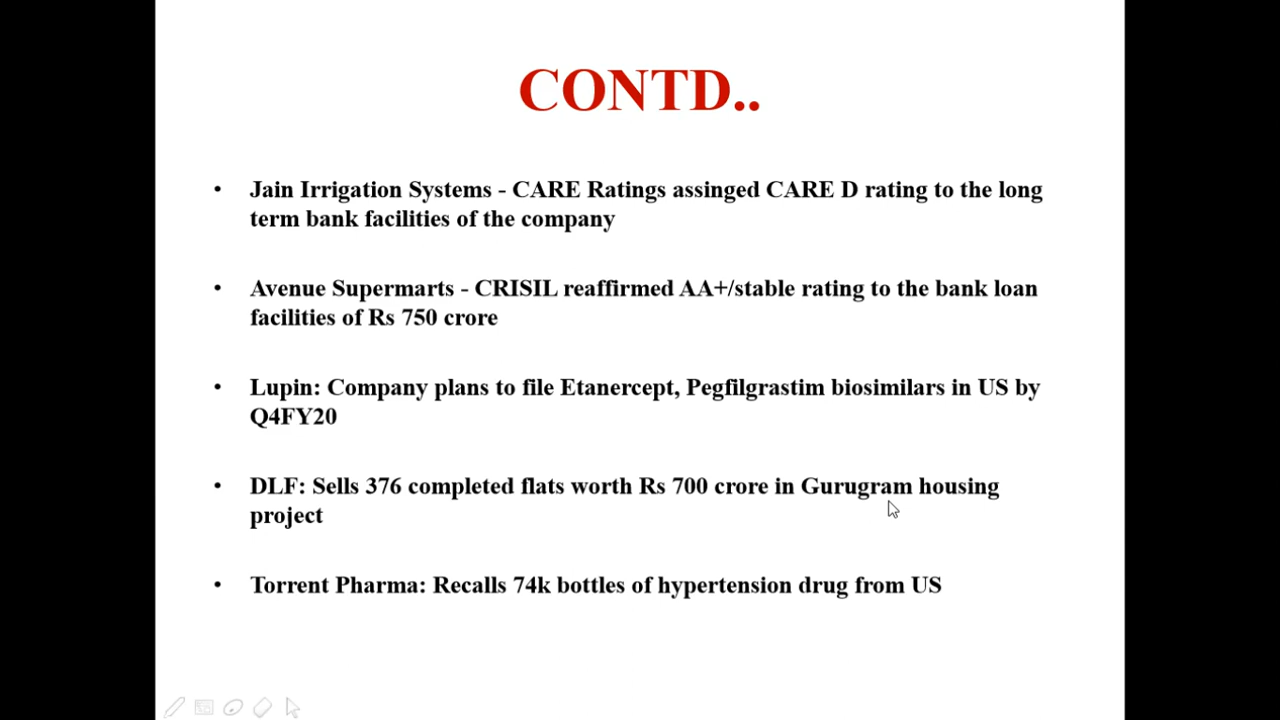 CONTD..
• Jain Irrigation Systems - CARE Ratings assinged CARE D rating to the long
term bank facilities of the company
• Avenue Supermarts - CRISIL reaffirmed AA+/stable rating to the bank loan
facilities of Rs 750 crore
• Lupin: Company plans to file Etanercept, Pegfilgrastim biosimilars in US by
Q4FY20
• DLF: Sells 376 completed flats worth Rs 700 crore in Gurugram housing
project
• Torrent Pharma: Recalls 74k bottles of hypertension drug from US